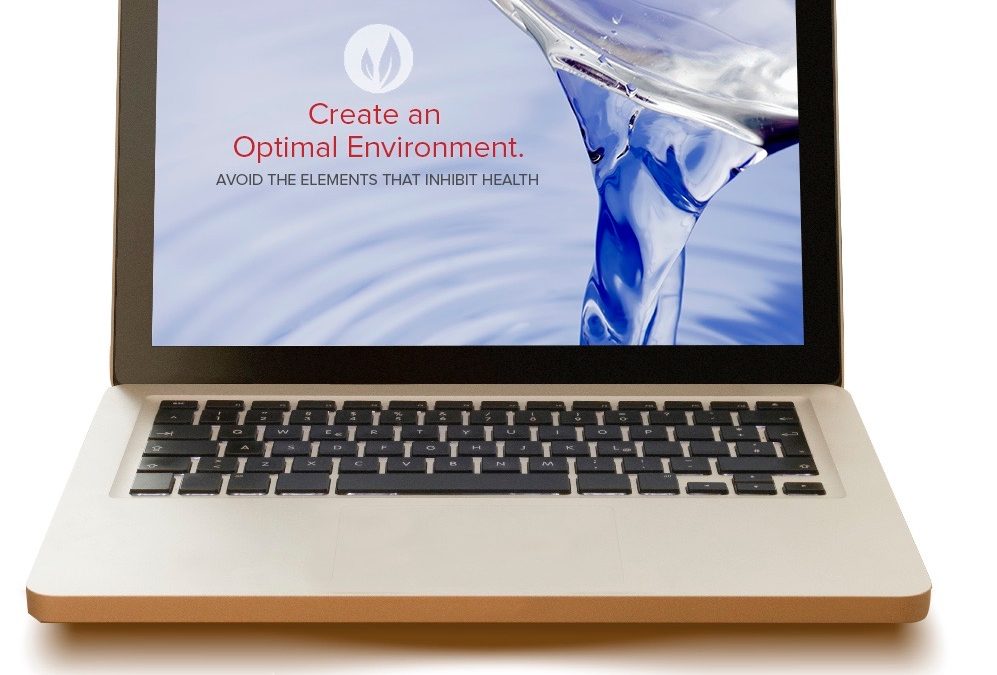 Create an
Optimal Environment.
AVOID THE ELEMENTS THAT INHIBIT HEALTH
Q W E R T Y U I O P
A S D F G H J K L
Z X C V B N M